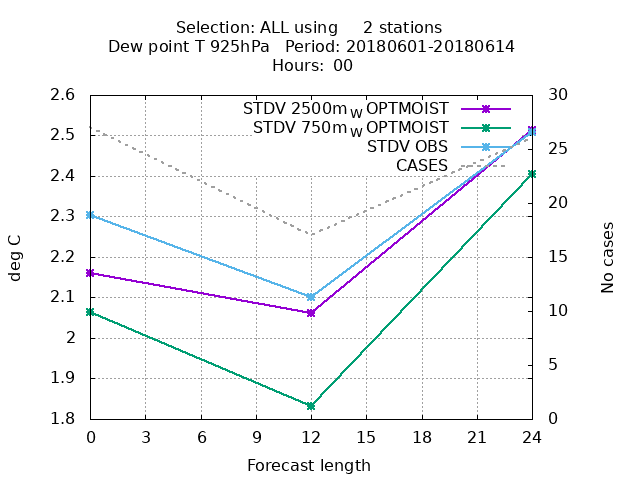 Selection: ALL using     2 stations
Dew point T 925hPa   Period: 20180601-20180614
Hours:  00
STDV 2500m_W OPTMOIST
STDV 750m_W OPTMOIST
STDV OBS
CASES
2.6
2.5
2.4
2.3
2.2
2.1
2
1.9
1.8
deg C
30
25
20
15
10
5
0
No cases
0 3 6 9 12 15 18 21 24
Forecast length